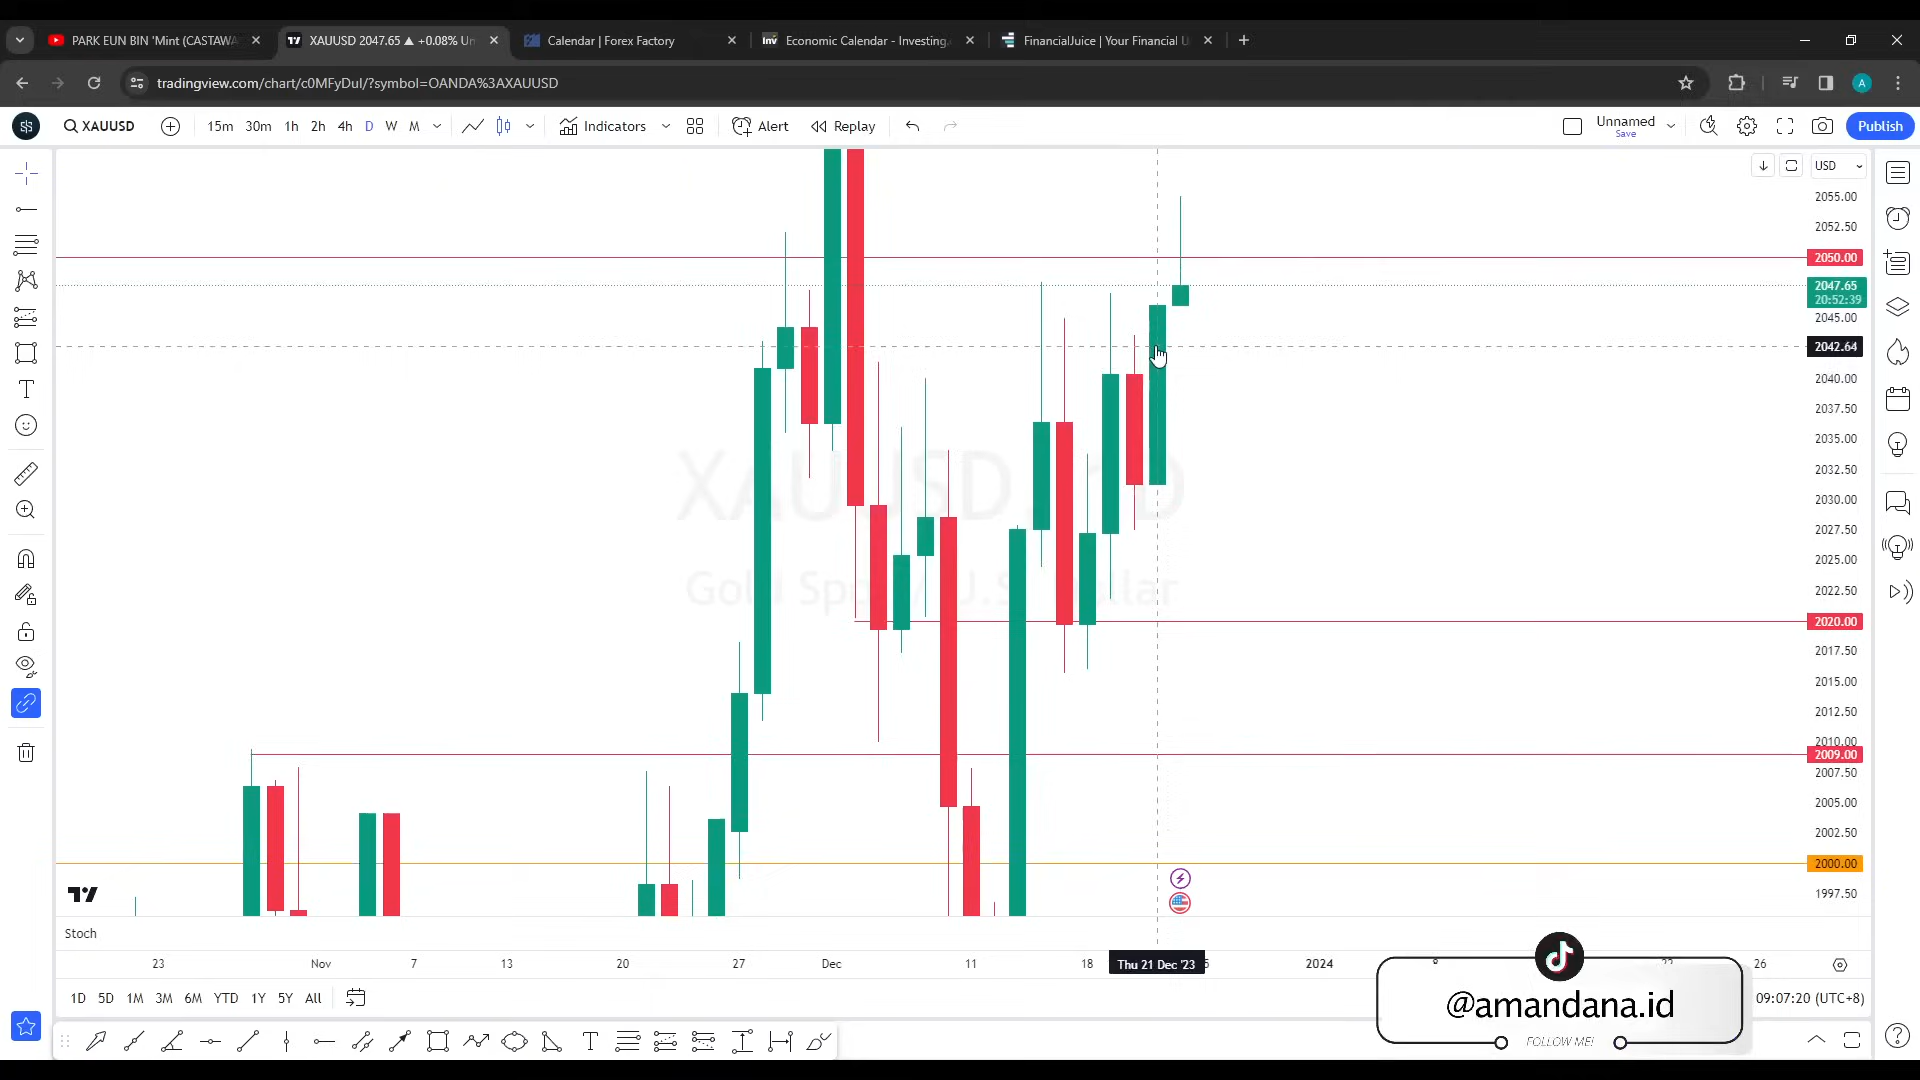 PARK EUN BIN 'Mint (CASTAWA
XAUUSD 2047.65 ▲ +0.08% Un
Calendar | Forex Factory
Economic Calendar - Investing.
FinancialJuice | Your Financial U
tradingview.com/chart/c0MFyDul/?symbol=OANDA%3AXAUUSD
A
XAUUSD
15m 30m 1h 2h 4h D W M
Indicators
Alert
Replay
Unnamed
Save
Publish
USD
2055.00
2052.50
2050.00
2047.65
20:52:39
2045.00
2042.64
2040.00
2037.50
2035.00
2032.50
2030.00
2027.50
2025.00
2022.50
2020.00
2017.50
2015.00
2012.50
2010.00
2009.00
2007.50
2005.00
2002.50
2000.00
1997.50
Stoch
23 Nov 7 13 20 27 Dec 11 18 Thu 21 Dec '23 2024 26
1D 5D 1M 3M 6M YTD 1Y 5Y All
09:07:20 (UTC+8)
@amandana.id
FOLLOW ME!